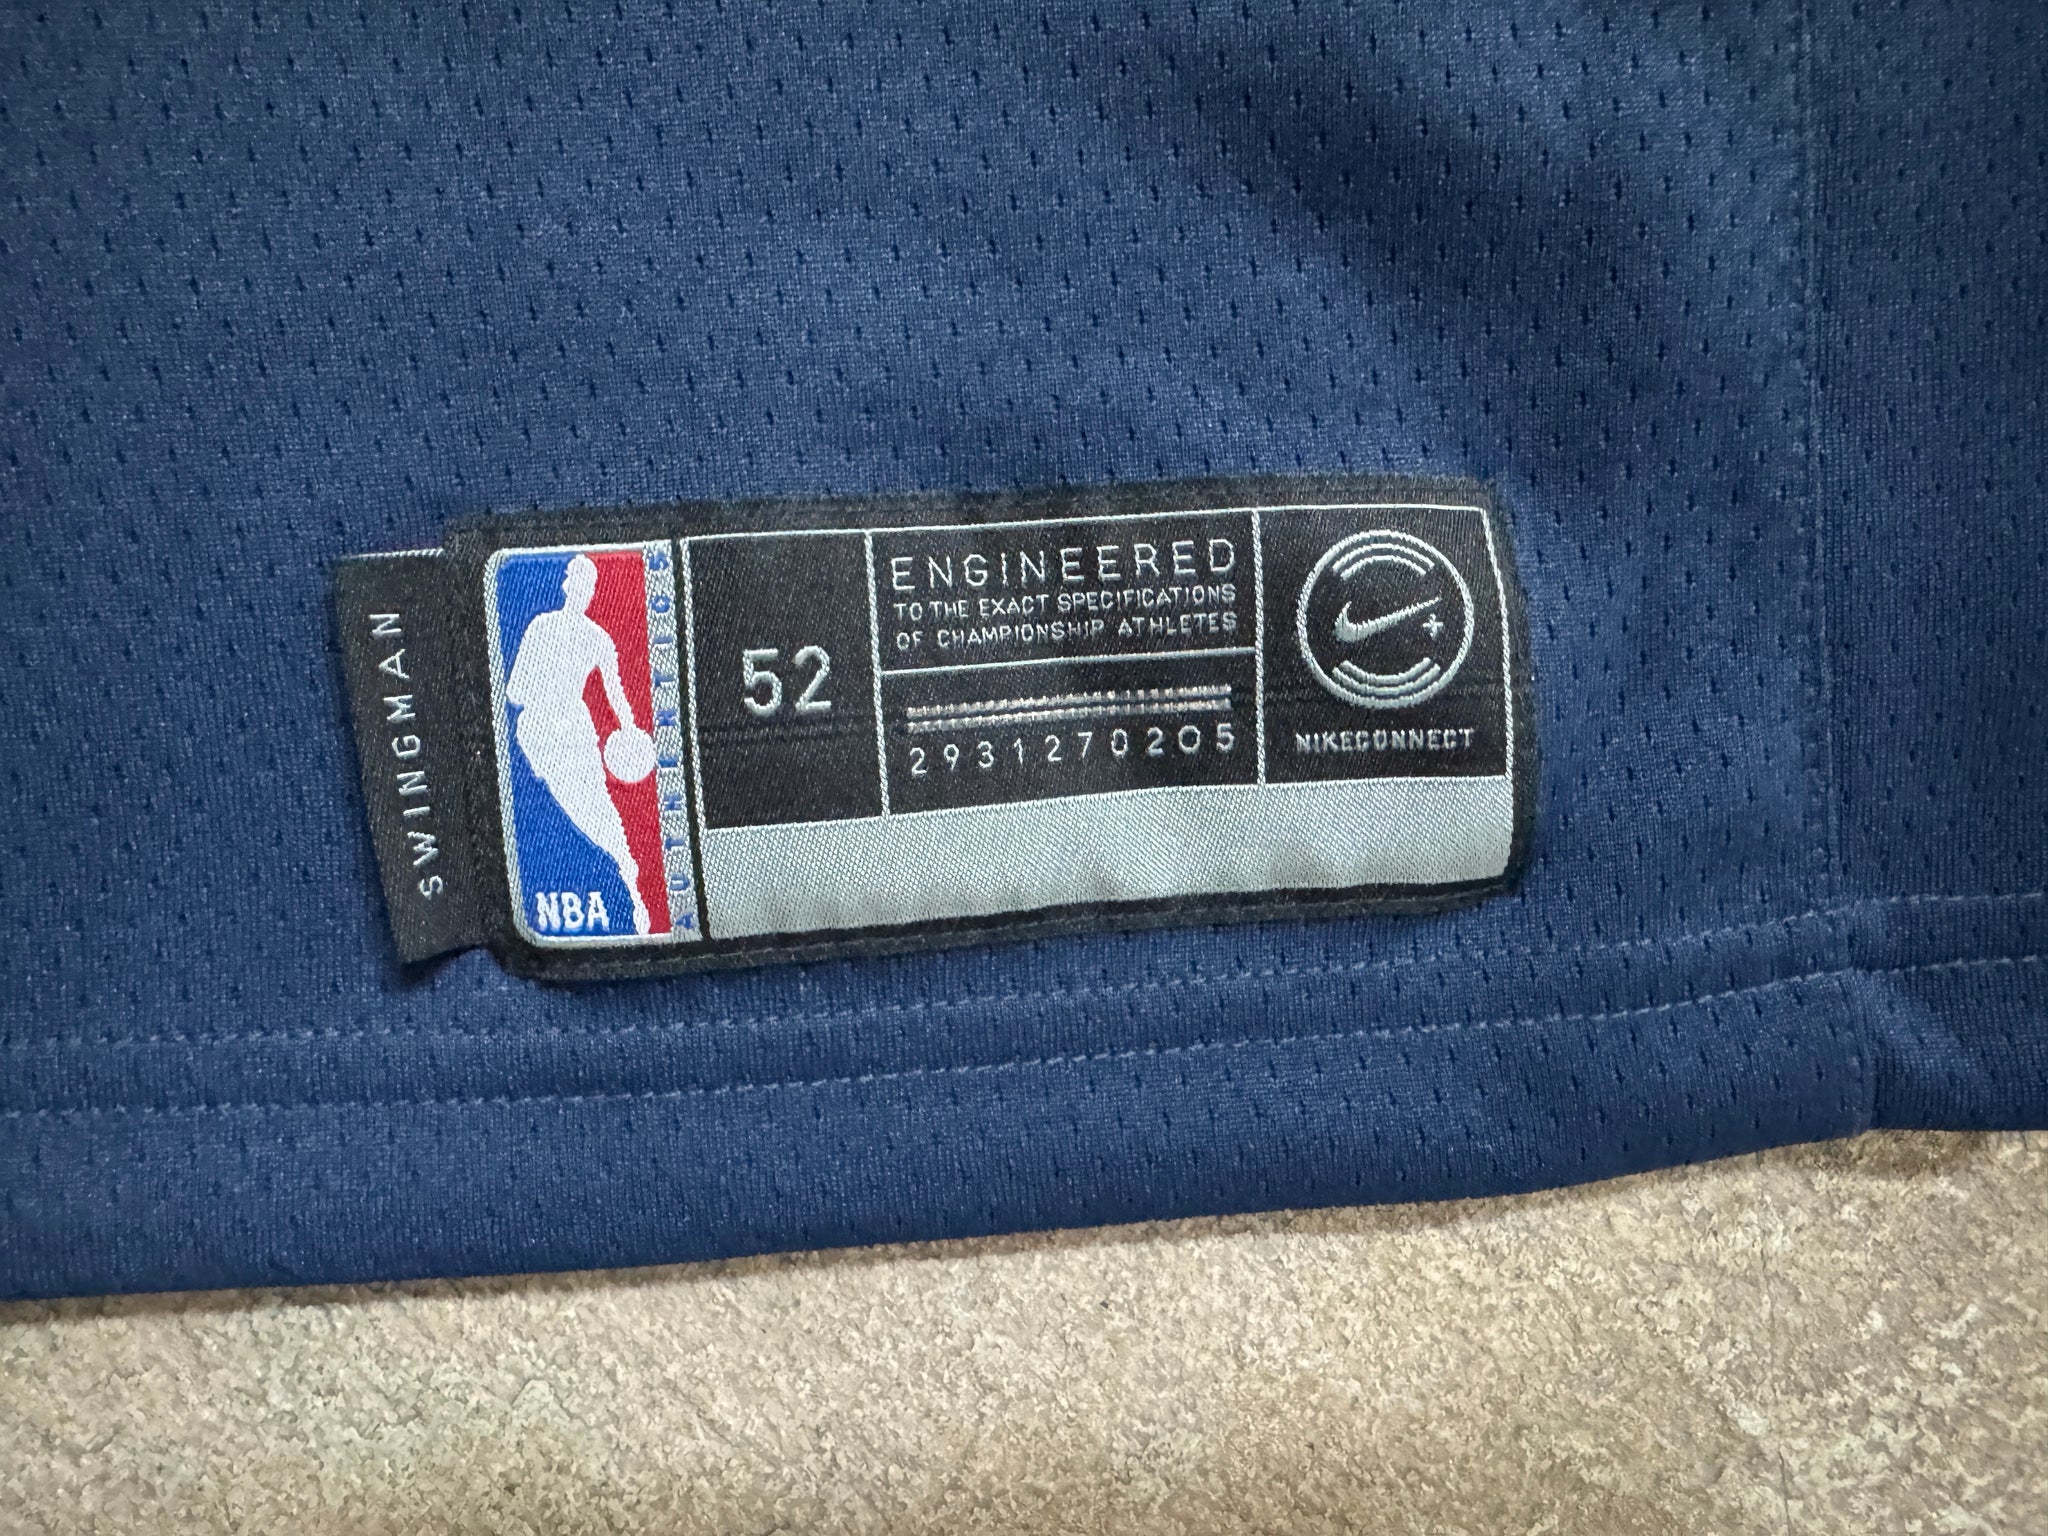 SWINGMAN
NBA
AUTHENTICS
52
ENGINEERED
TO THE EXACT SPECIFICATIONS
OF CHAMPIONSHIP ATHLETES
2931270205
NIKECONNECT